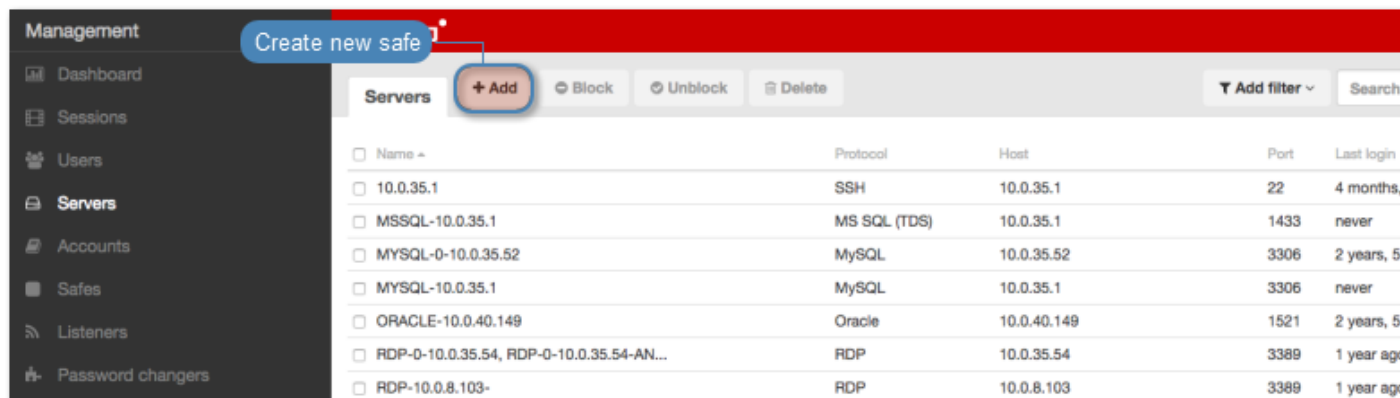 Management
Create new safe
Dashboard
Sessions
Users
Servers
Accounts
Safes
Listeners
Password changers
Servers + Add Block Unblock Delete Add filter Search
Name Protocol Host Port Last login
10.0.35.1 SSH 10.0.35.1 22 4 months,
MSSQL-10.0.35.1 MS SQL (TDS) 10.0.35.1 1433 never
MYSQL-0-10.0.35.52 MySQL 10.0.35.52 3306 2 years, 5
MYSQL-10.0.35.1 MySQL 10.0.35.1 3306 never
ORACLE-10.0.40.149 Oracle 10.0.40.149 1521 2 years, 5
RDP-0-10.0.35.54, RDP-0-10.0.35.54-AN... RDP 10.0.35.54 3389 1 year ago
RDP-10.0.8.103- RDP 10.0.8.103 3389 1 year ago